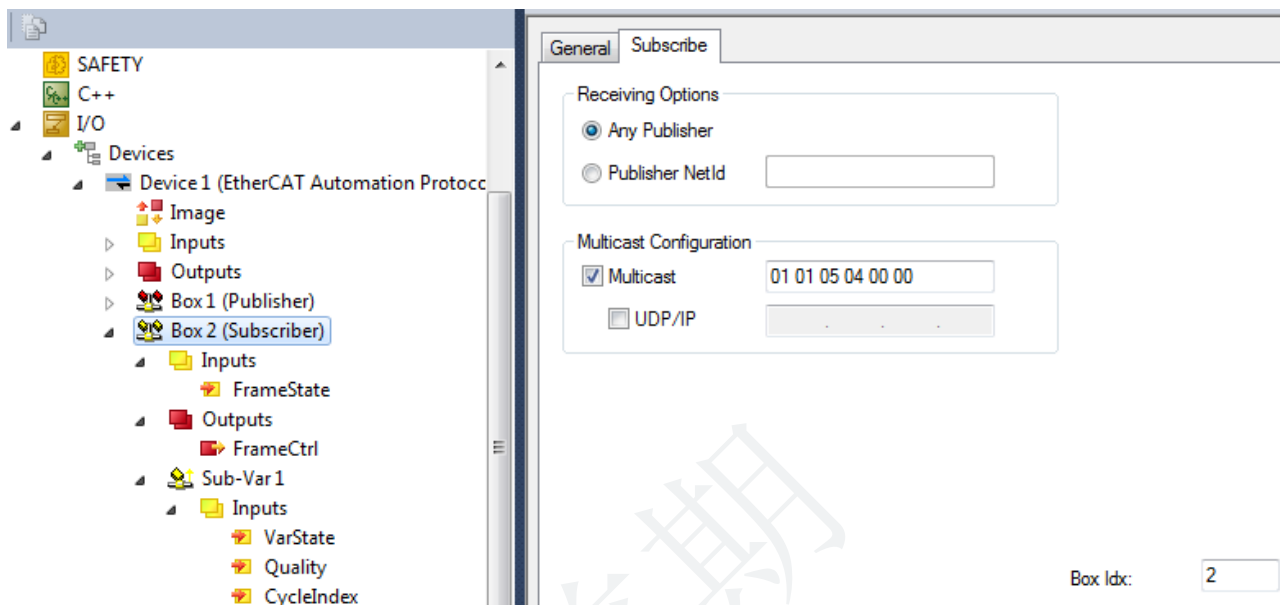 SAFETY
C++
I/O
Devices
Device 1 (EtherCAT Automation Protocc
Image
Inputs
Outputs
Box 1 (Publisher)
Box 2 (Subscriber)
Inputs
FrameState
Outputs
FrameCtrl
Sub-Var 1
Inputs
VarState
Quality
CycleIndex
General
Subscribe
Receiving Options
Any Publisher
Publisher NetId
Multicast Configuration
Multicast
01 01 05 04 00 00
UDP/IP
. . .
Box Idx:
2
期